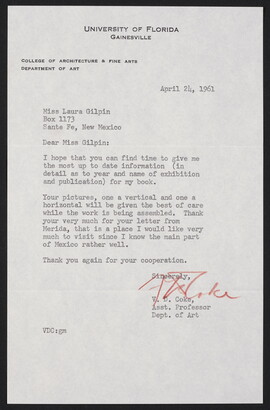 UNIVERSITY OF FLORIDA
GAINESVILLE
COLLEGE OF ARCHITECTURE & FINE ARTS
DEPARTMENT OF ART
April 24, 1961
Miss Laura Gilpin
Box 1173
Santa Fe, New Mexico
Dear Miss Gilpin:
I hope that you can find time to give me
the most up to date information (in
detail as to year and name of exhibition
and publication) for my book.
Your pictures, one a vertical and one s
horizontal will be given the best of care
while the work is being assembled. Thank
your very much for your letter from
Merida, that is a place I would like very
much to visit since I know the main part
of Mexico rather well.
Thank you again for your cooperation.
Sincerely,
Coke
V. D. Coke,
Asst. Professor
Dept. of Art
VDC:gm